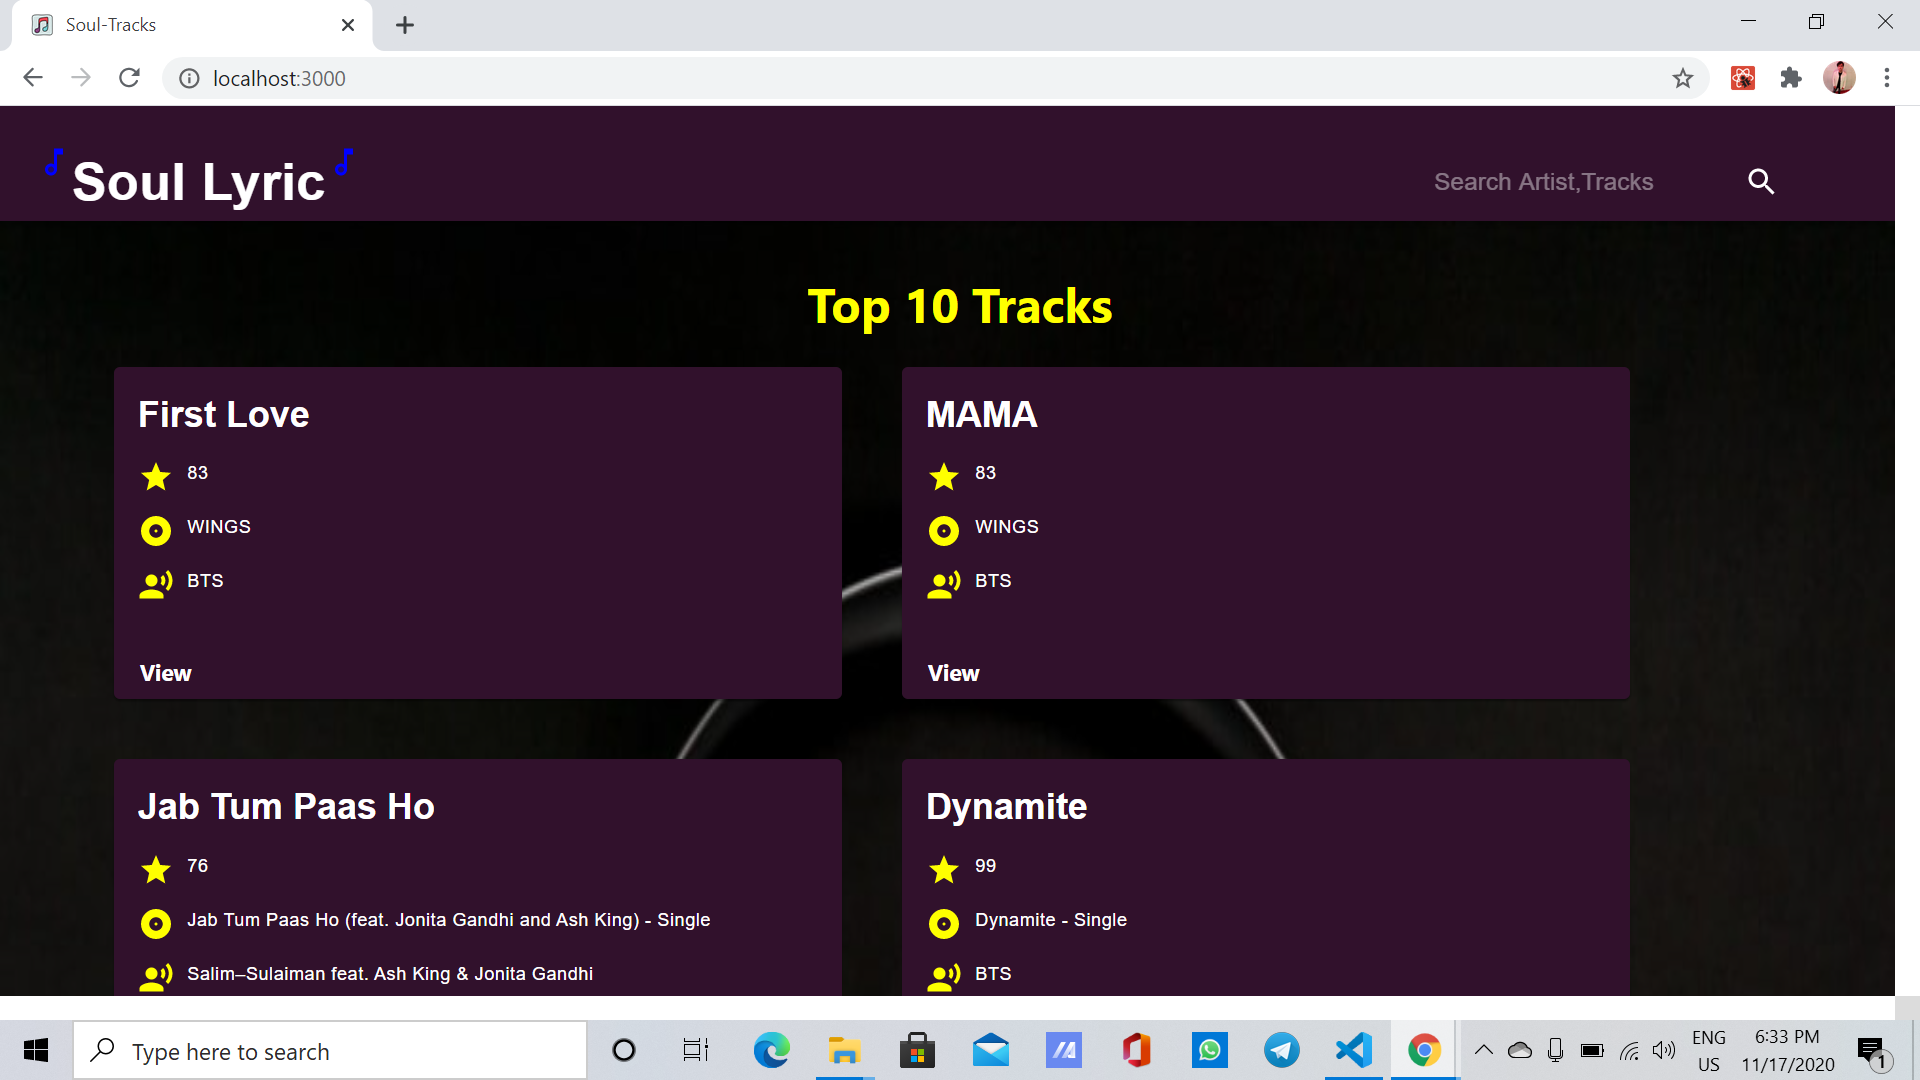 Soul-Tracks
localhost:3000
Soul Lyric
Search Artist,Tracks
Top 10 Tracks
First Love
83
WINGS
BTS
View
MAMA
83
WINGS
BTS
View
Jab Tum Paas Ho
76
Jab Tum Paas Ho (feat. Jonita Gandhi and Ash King) - Single
Salim–Sulaiman feat. Ash King & Jonita Gandhi
Dynamite
99
Dynamite - Single
BTS
Type here to search
ENG
US
6:33 PM
11/17/2020
1